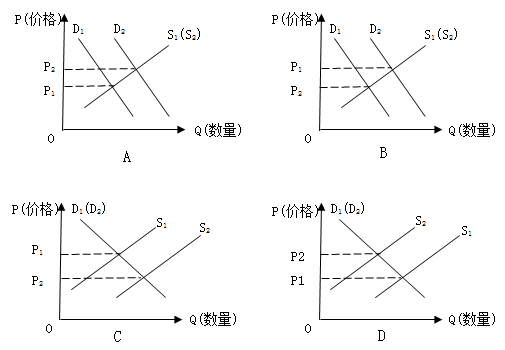 P(价格)
D₁
D₂
S₁(S₂)
P₂
P₁
O
Q(数量)
A
P(价格)
D₁
D₂
S₁(S₂)
P₁
P₂
O
Q(数量)
B
P(价格)
D₁(D₂)
S₁
S₂
P₁
P₂
O
Q(数量)
C
P(价格)
D₁(D₂)
S₂
S₁
P2
P1
O
Q(数量)
D